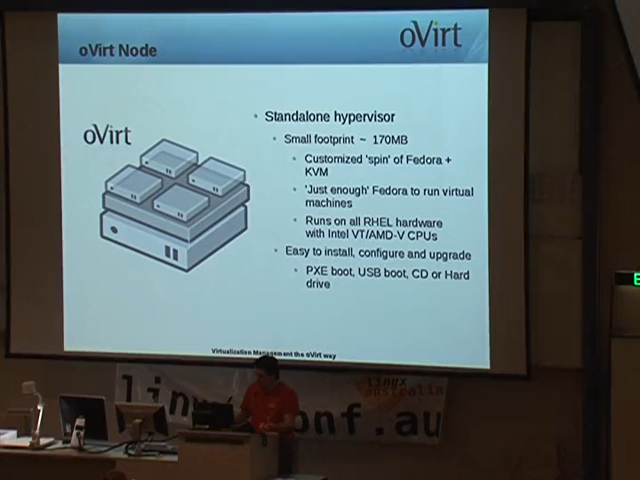 oVirt Node
oVirt
oVirt
Standalone hypervisor
Small footprint ~ 170MB
Customized 'spin' of Fedora +
KVM
'Just enough' Fedora to run virtual
machines
Runs on all RHEL hardware
with Intel VT/AMD-V CPUs
Easy to install, configure and upgrade
PXE boot, USB boot, CD or Hard
drive
Virtualization Management the oVirt way
linux
australia
onf.au
E